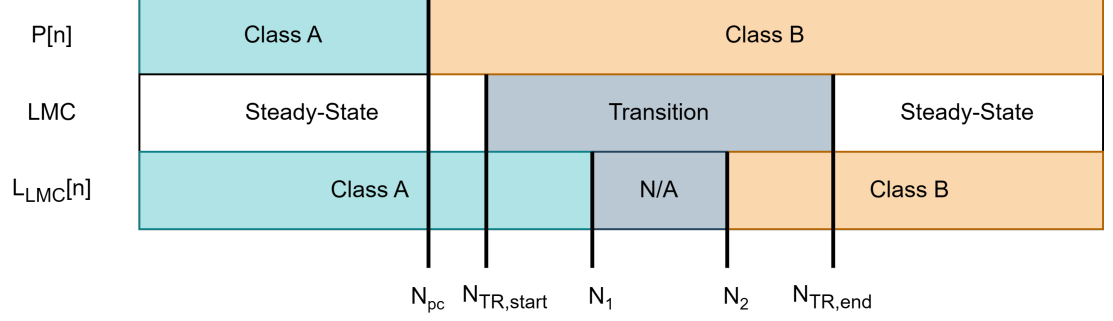 P[n] Class A Class B
LMC Steady-State Transition Steady-State
L_LMC[n] Class A N/A Class B
N_pc N_TR,start N_1 N_2 N_TR,end